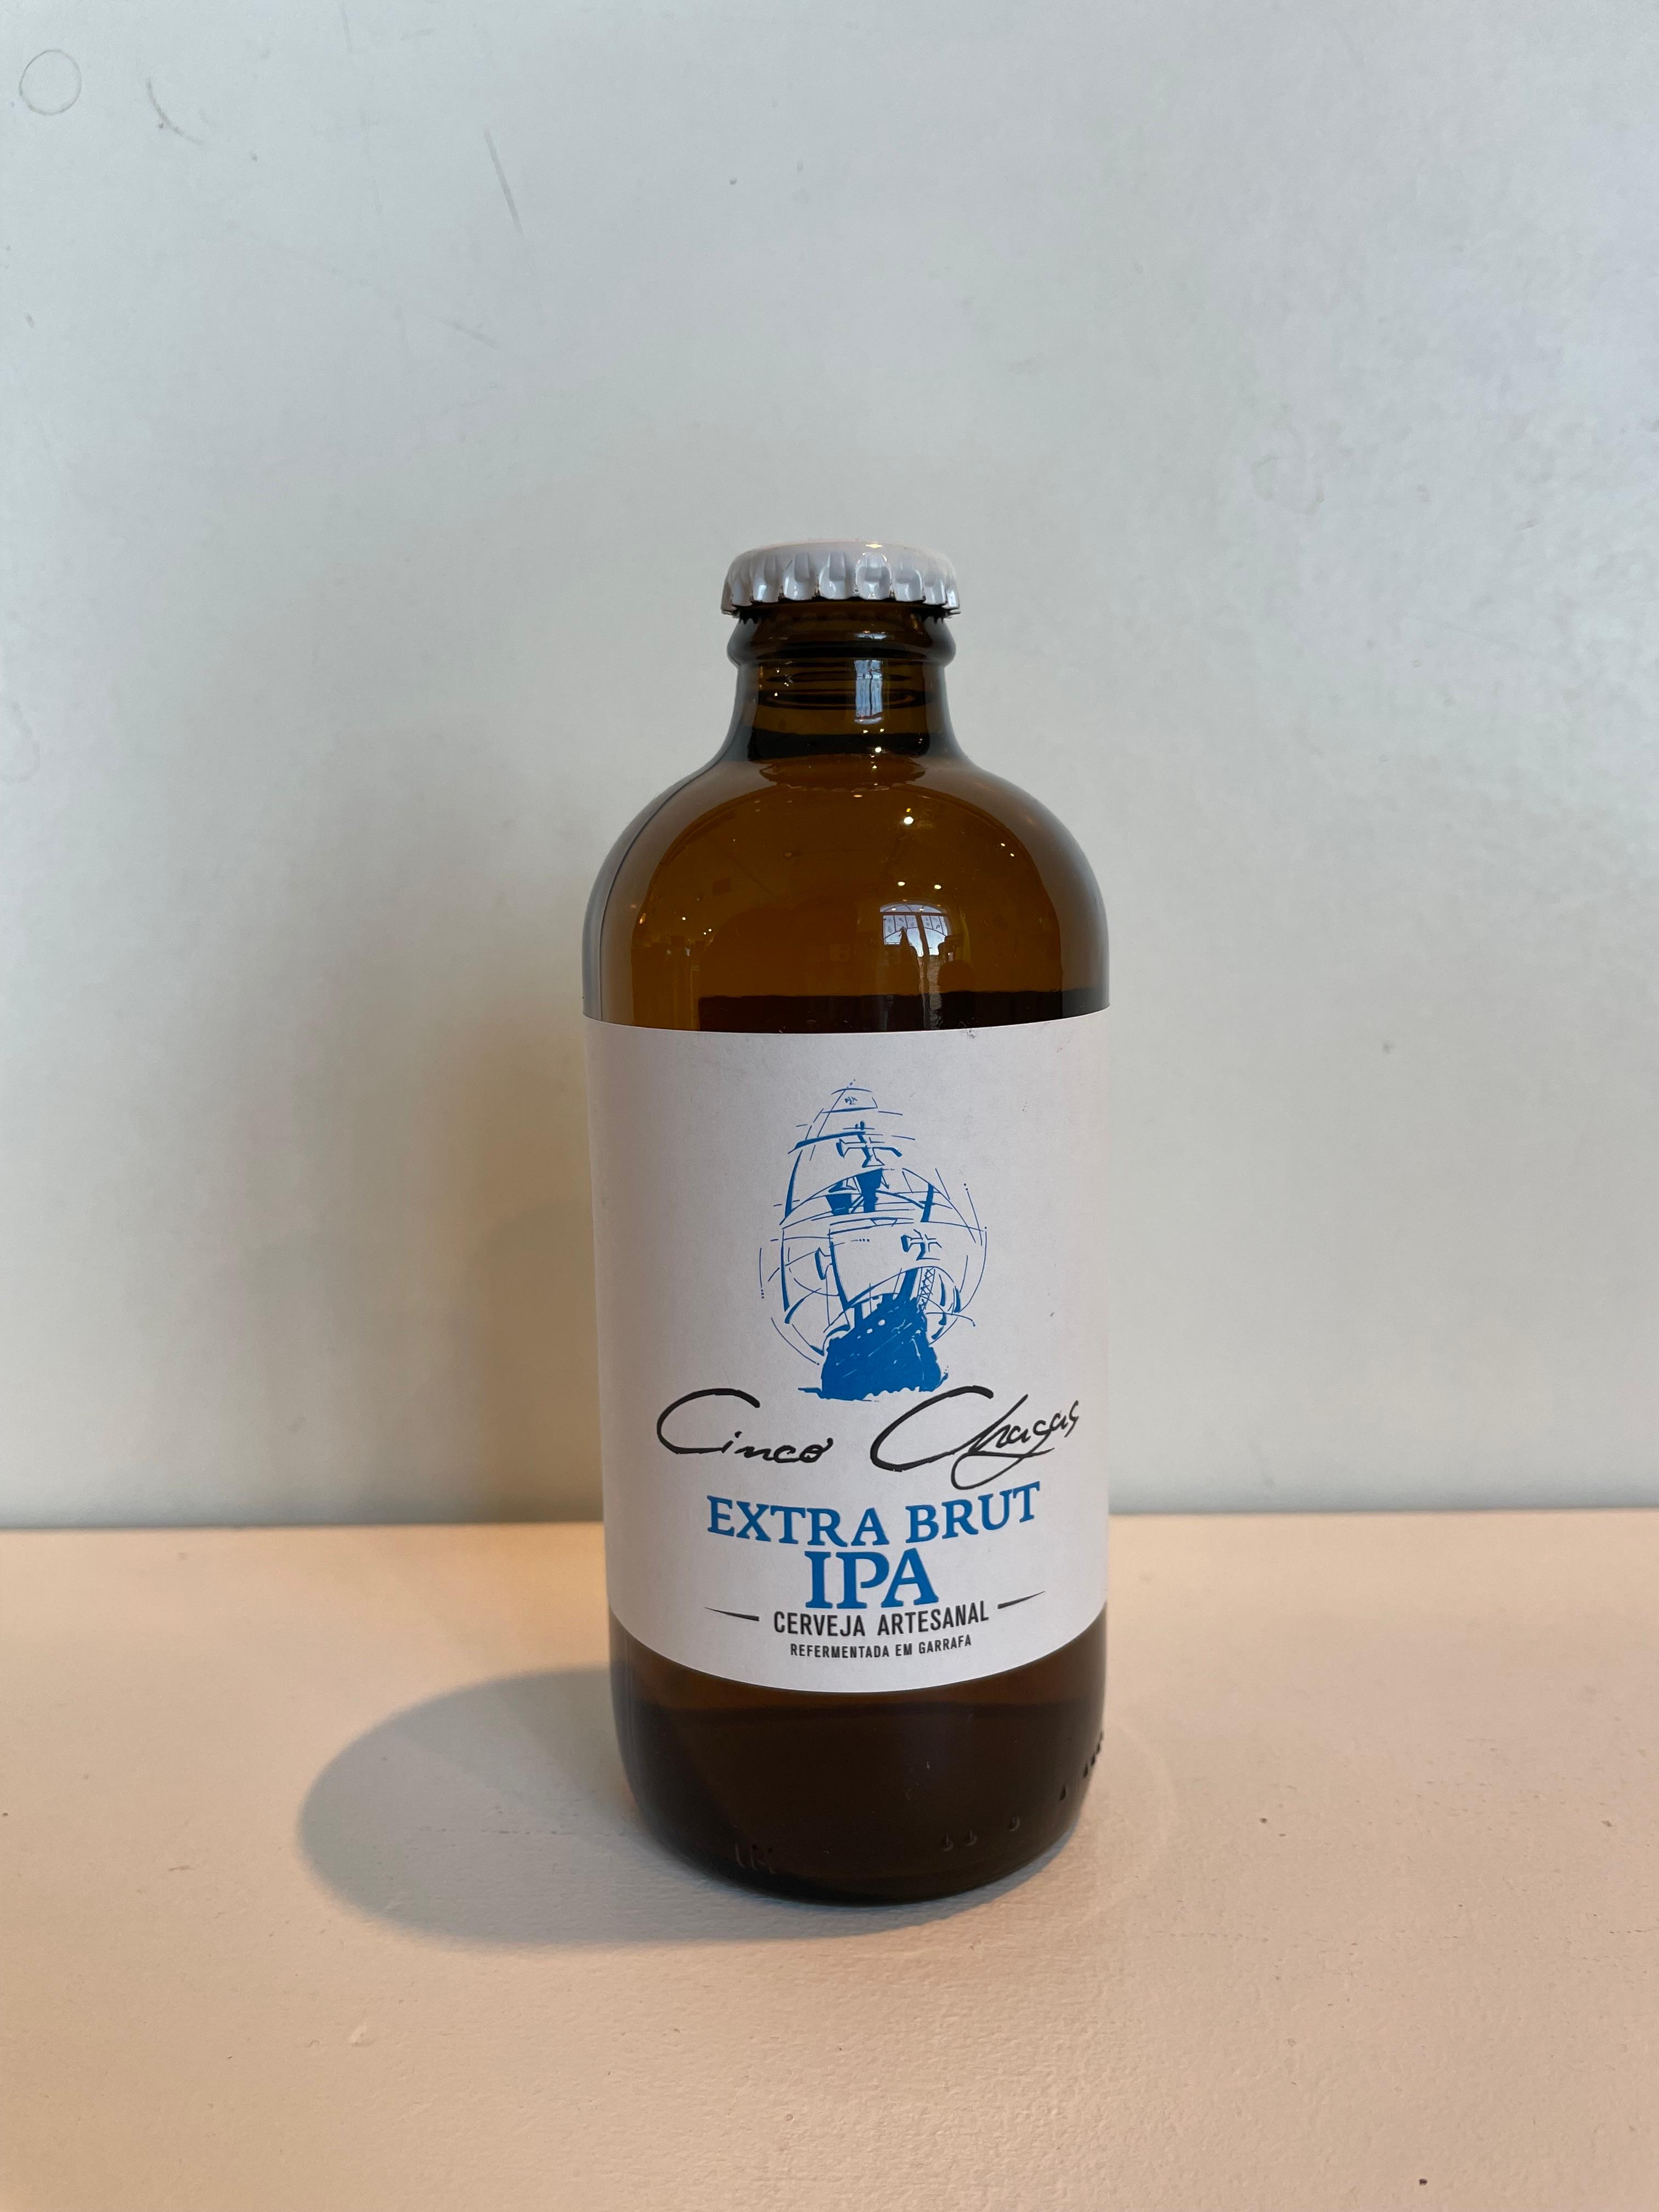 Cinco Chagas
EXTRA BRUT
IPA
CERVEJA ARTESANAL
REFERMENTADA EM GARRAFA